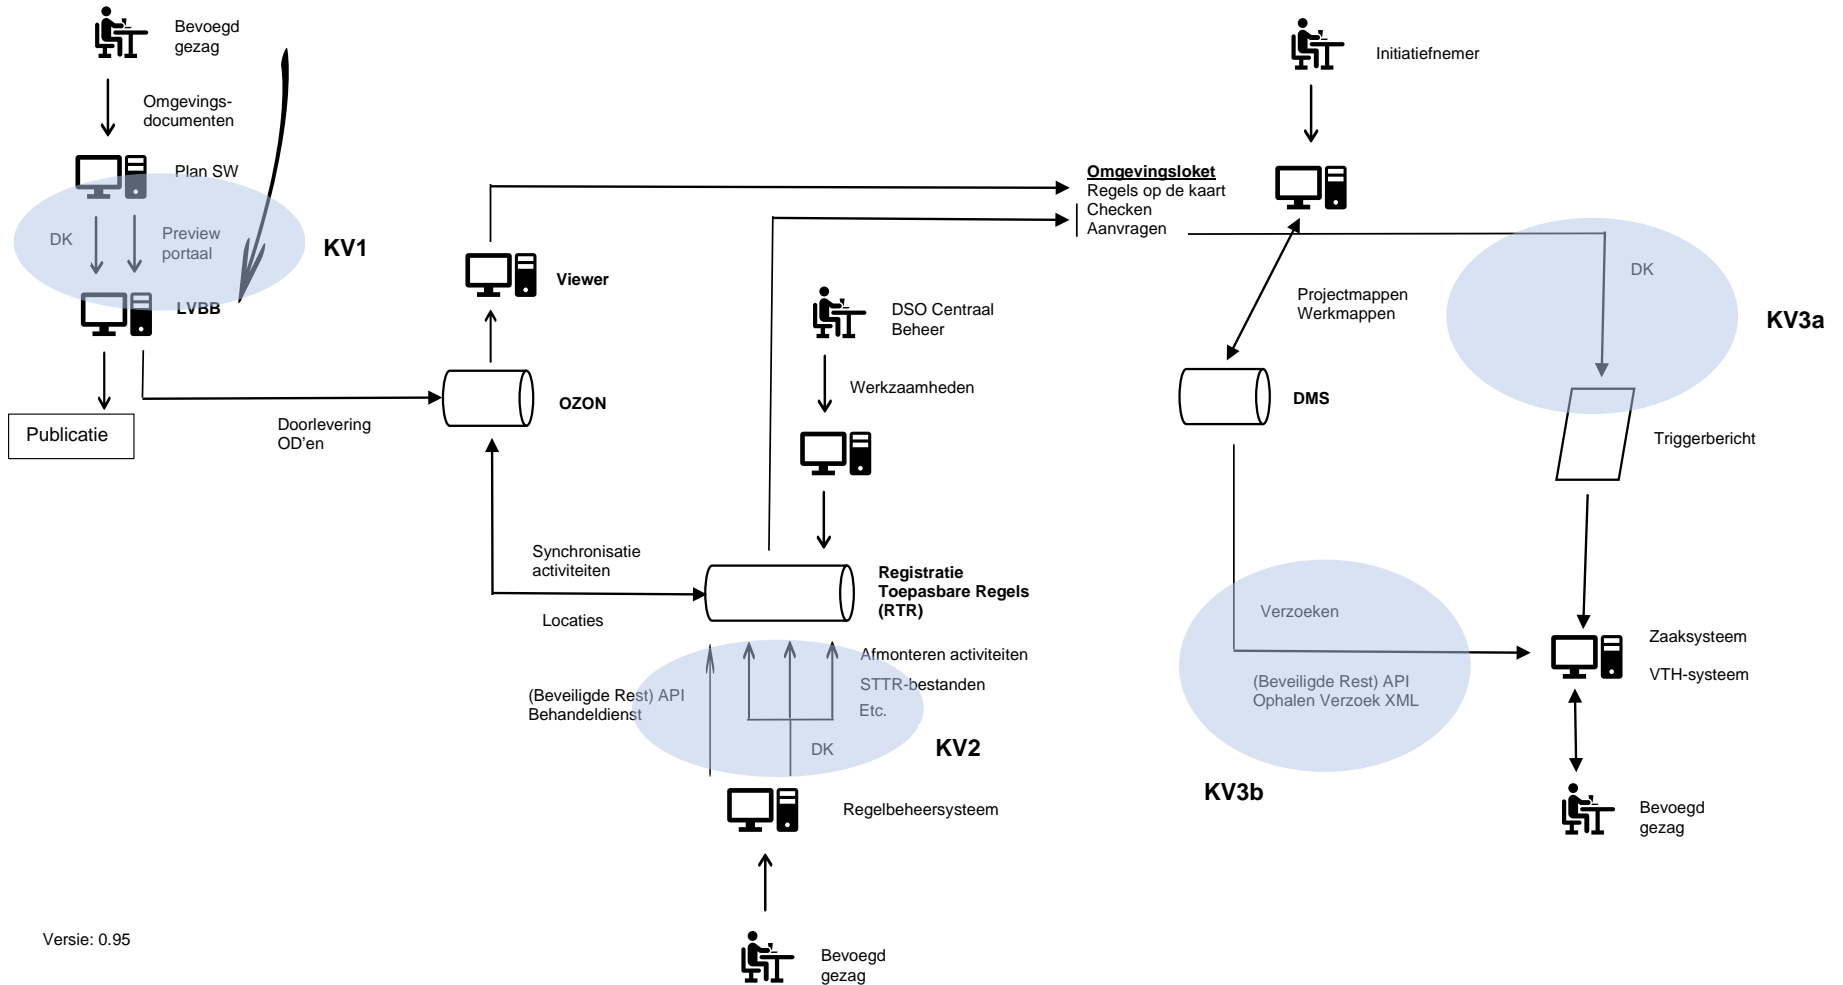 Bevoegd
gezag
Omgevings-
documenten
Plan SW
DK
Preview
portaal
KV1
LVBB
Publicatie
Doorlevering
OD'en
Viewer
OZON
Synchronisatie
activiteiten
Locaties
DSO Centraal
Beheer
Werkzaamheden
Registratie
Toepasbare Regels
(RTR)
Afmonteren activiteiten
STTR-bestanden
Etc.
(Beveiligde Rest) API
Behandeldienst
DK
KV2
Regelbeheersysteem
Bevoegd
gezag
Initiatiefnemer
Omgevingsloket
Regels op de kaart
Checken
Aanvragen
Projectmappen
Werkmappen
DMS
DK
KV3a
Triggerbericht
Verzoeken
(Beveiligde Rest) API
Ophalen Verzoek XML
KV3b
Zaaksysteem
VTH-systeem
Bevoegd
gezag
Versie: 0.95